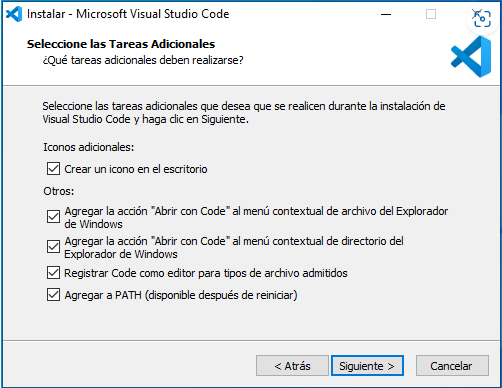 Instalar - Microsoft Visual Studio Code
Seleccione las Tareas Adicionales
¿Qué tareas adicionales deben realizarse?
Seleccione las tareas adicionales que desea que se realicen durante la instalación de
Visual Studio Code y haga clic en Siguiente.
Iconos adicionales:
Crear un icono en el escritorio
Otros:
Agregar la acción "Abrir con Code" al menú contextual de archivo del Explorador
de Windows
Agregar la acción "Abrir con Code" al menú contextual de directorio del
Explorador de Windows
Registrar Code como editor para tipos de archivo admitidos
Agregar a PATH (disponible después de reiniciar)
< Atrás
Siguiente >
Cancelar